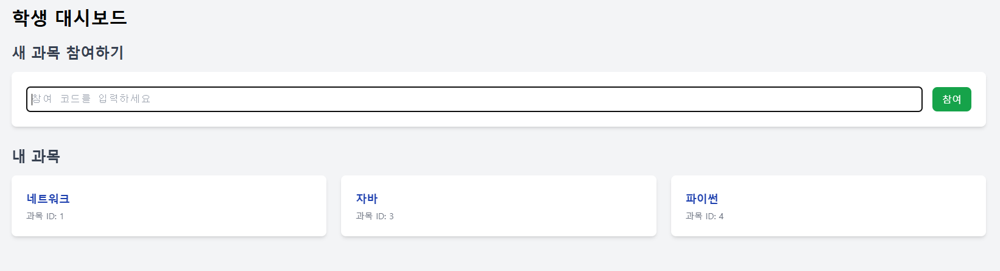 학생 대시보드
새 과목 참여하기
참여 코드를 입력하세요
참여
내 과목
네트워크
과목 ID: 1
자바
과목 ID: 3
파이썬
과목 ID: 4